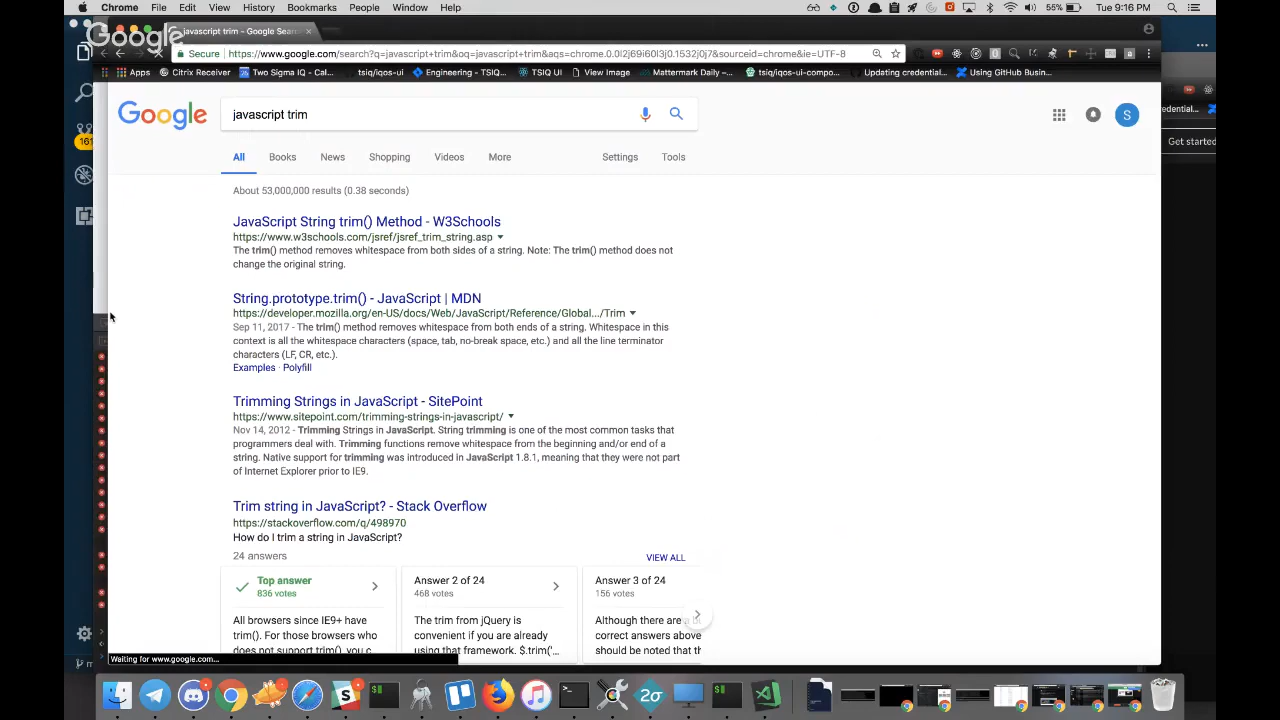 Chrome File Edit View History Bookmarks People Window Help
55% Tue 9:16 PM
Google
javascript trim - Google Sear
Secure https://www.google.com/search?q=javascript+trim&oq=javascript+trim&aqs=chrome.0.0l2j69i60l3j0.1532j0j7&sourceid=chrome&ie=UTF-8
Apps Citrix Receiver Two Sigma IQ - Cal... tsiq/iqos-ui Engineering - TSIQ... TSIQ UI View Image Mattermark Daily –... tsiq/iqos-ui-compo... Updating credential... Using GitHub Busin...
edential...
Google
javascript trim
S
Get started
161
All Books News Shopping Videos More Settings Tools
About 53,000,000 results (0.38 seconds)
JavaScript String trim() Method - W3Schools
https://www.w3schools.com/jsref/jsref_trim_string.asp
The trim() method removes whitespace from both sides of a string. Note: The trim() method does not
change the original string.
String.prototype.trim() - JavaScript | MDN
https://developer.mozilla.org/en-US/docs/Web/JavaScript/Reference/Global.../Trim
Sep 11, 2017 - The trim() method removes whitespace from both ends of a string. Whitespace in this
context is all the whitespace characters (space, tab, no-break space, etc.) and all the line terminator
characters (LF, CR, etc.).
Examples · Polyfill
Trimming Strings in JavaScript - SitePoint
https://www.sitepoint.com/trimming-strings-in-javascript/
Nov 14, 2012 - Trimming Strings in JavaScript. String trimming is one of the most common tasks that
programmers deal with. Trimming functions remove whitespace from the beginning and/or end of a
string. Native support for trimming was introduced in JavaScript 1.8.1, meaning that they were not part
of Internet Explorer prior to IE9.
Trim string in JavaScript? - Stack Overflow
https://stackoverflow.com/q/498970
How do I trim a string in JavaScript?
24 answers
VIEW ALL
Top answer
836 votes
All browsers since IE9+ have
trim(). For those browsers who
does not support trim(), you c...
Answer 2 of 24
468 votes
The trim from jQuery is
convenient if you are already
using that framework. $.trim('...
Answer 3 of 24
156 votes
Although there are a
correct answers above
should be noted that th
Waiting for www.google.com...
2σ